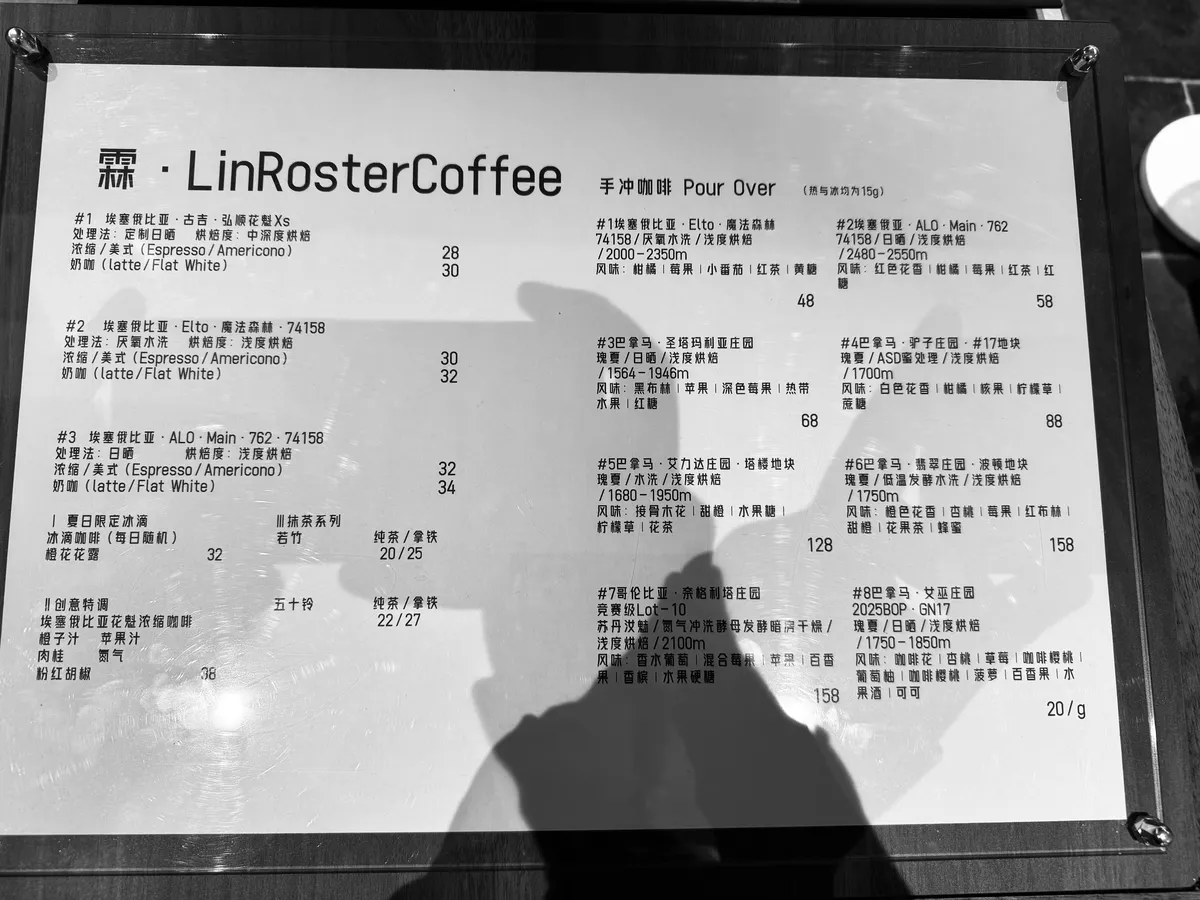 霖 · LinRosterCoffee
#1 埃塞俄比亚 · 古吉 · 弘顺花魁Xs
处理法：定制日晒 烘焙度：中深度烘焙
浓缩/美式（Espresso/Americono） 28
奶咖（latte/Flat White） 30
#2 埃塞俄比亚 · Elto · 魔法森林 · 74158
处理法：厌氧水洗 烘焙度：浅度烘焙
浓缩/美式（Espresso/Americono） 30
奶咖（latte/Flat White） 32
#3 埃塞俄比亚 · ALO · Main · 762 · 74158
处理法：日晒 烘焙度：浅度烘焙
浓缩/美式（Espresso/Americono） 32
奶咖（latte/Flat White） 34
Ⅰ 夏日限定冰滴
冰滴咖啡（每日随机）
橙花花露 32
Ⅲ抹茶系列
若竹 纯茶/拿铁
20/25
五十铃 纯茶/拿铁
22/27
Ⅱ创意特调
埃塞俄比亚花魁浓缩咖啡
橙子汁 苹果汁
肉桂 氮气
粉红胡椒 38
手冲咖啡 Pour Over （热与冰均为15g）
#1埃塞俄比亚 · Elto · 魔法森林
74158/厌氧水洗/浅度烘焙
/2000-2350m
风味：柑橘|莓果|小番茄|红茶|黄糖
48
#2埃塞俄亚 · ALO · Main · 762
74158/日晒/浅度烘焙
/2480-2550m
风味：红色花香|柑橘|莓果|红茶|红
糖
58
#3巴拿马 · 圣塔玛利亚庄园
瑰夏/日晒/浅度烘焙
/1564-1946m
风味：黑布林|苹果|深色莓果|热带
水果|红糖
68
#4巴拿马 · 驴子庄园 · #17地块
瑰夏/ASD蜜处理/浅度烘焙
/1700m
风味：白色花香|柑橘|核果|柠檬草|
蔗糖
88
#5巴拿马 · 艾力达庄园 · 塔楼地块
瑰夏/水洗/浅度烘焙
/1680-1950m
风味：接骨木花|甜橙|水果糖|
柠檬草|花茶
128
#6巴拿马 · 翡翠庄园 · 波顿地块
瑰夏/低温发酵水洗/浅度烘焙
/1750m
风味：橙色花香|杏桃|莓果|红布林|
甜橙|花果茶|蜂蜜
158
#7哥伦比亚 · 奈格利塔庄园
竞赛级Lot-10
苏丹汝魅/氮气冲洗酵母发酵暗房干燥/
浅度烘焙/2100m
风味：香水葡萄|混合莓果|苹果|百香
果|香槟|水果硬糖
158
#8巴拿马 · 女巫庄园
2025BOP · GN17
瑰夏/日晒/浅度烘焙
/1750-1850m
风味：咖啡花|杏桃|草莓|咖啡樱桃|
葡萄柚|咖啡樱桃|菠萝|百香果|水
果酒|可可
20/g